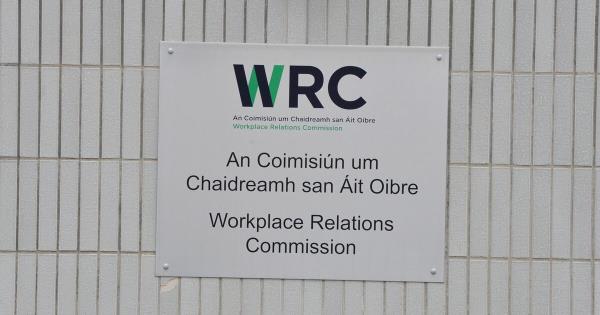 WRC
An Coimisiún um Chaidreamh san Áit Oibre
Workplace Relations Commission
An Coimisiún um
Chaidreamh san Áit Oibre
Workplace Relations
Commission